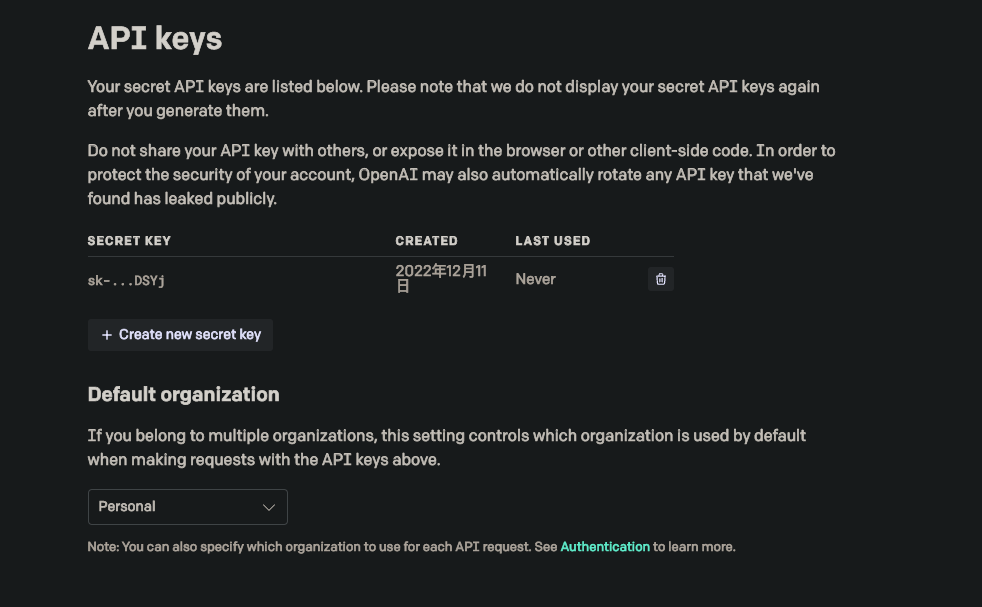 API keys
Your secret API keys are listed below. Please note that we do not display your secret API keys again
after you generate them.
Do not share your API key with others, or expose it in the browser or other client-side code. In order to
protect the security of your account, OpenAI may also automatically rotate any API key that we've
found has leaked publicly.
SECRET KEY CREATED LAST USED
sk-...DSYj 2022年12月11 Never
日
+ Create new secret key
Default organization
If you belong to multiple organizations, this setting controls which organization is used by default
when making requests with the API keys above.
Personal
Note: You can also specify which organization to use for each API request. See Authentication to learn more.